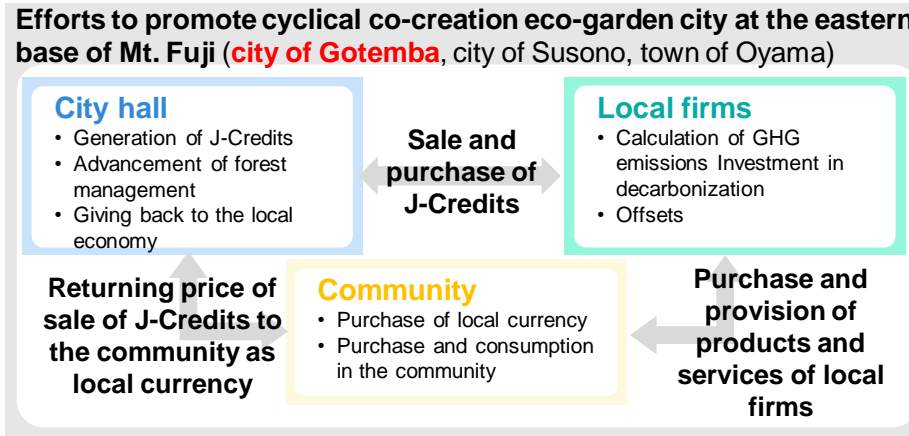 Efforts to promote cyclical co-creation eco-garden city at the eastern
base of Mt. Fuji (city of Gotemba, city of Susono, town of Oyama)
City hall
• Generation of J-Credits
• Advancement of forest
management
• Giving back to the local
economy
Sale and
purchase of
J-Credits
Local firms
• Calculation of GHG
emissions Investment in
decarbonization
• Offsets
Returning price of
sale of J-Credits to
the community as
local currency
Community
• Purchase of local currency
• Purchase and consumption
in the community
Purchase and
provision of
products and
services of local
firms